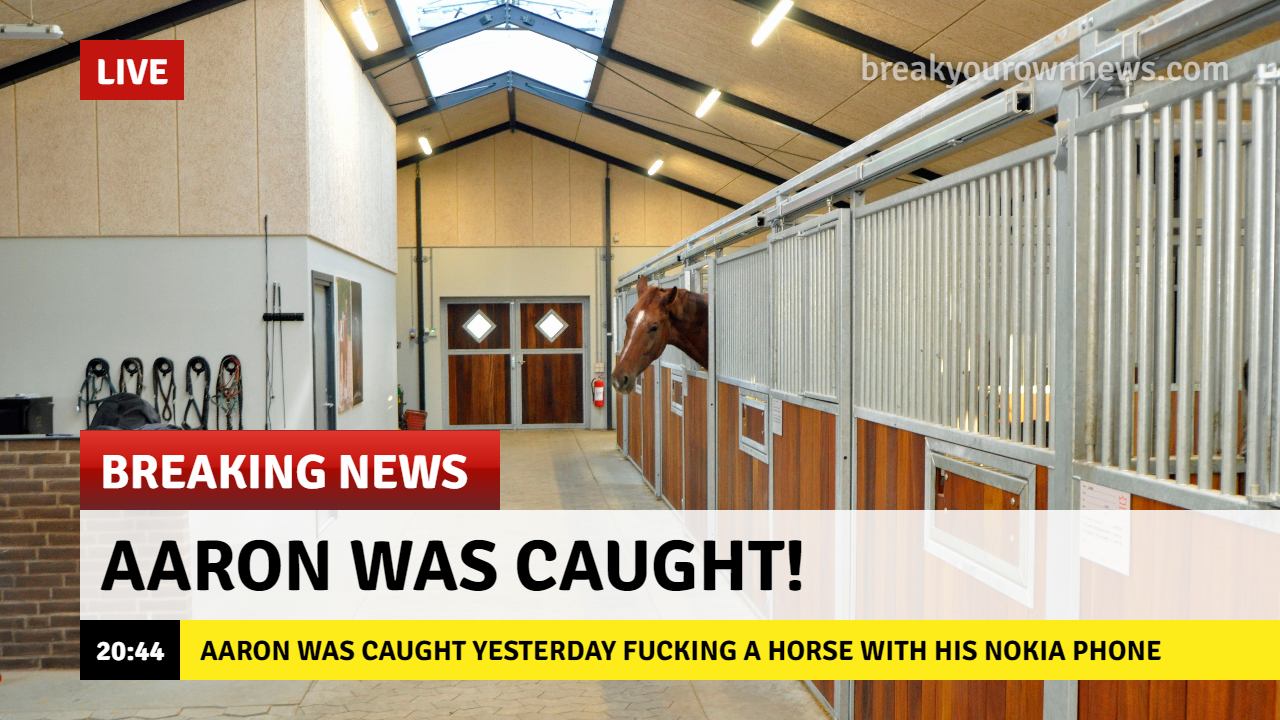 LIVE
breakyourownnews.com
BREAKING NEWS
AARON WAS CAUGHT!
20:44 AARON WAS CAUGHT YESTERDAY FUCKING A HORSE WITH HIS NOKIA PHONE